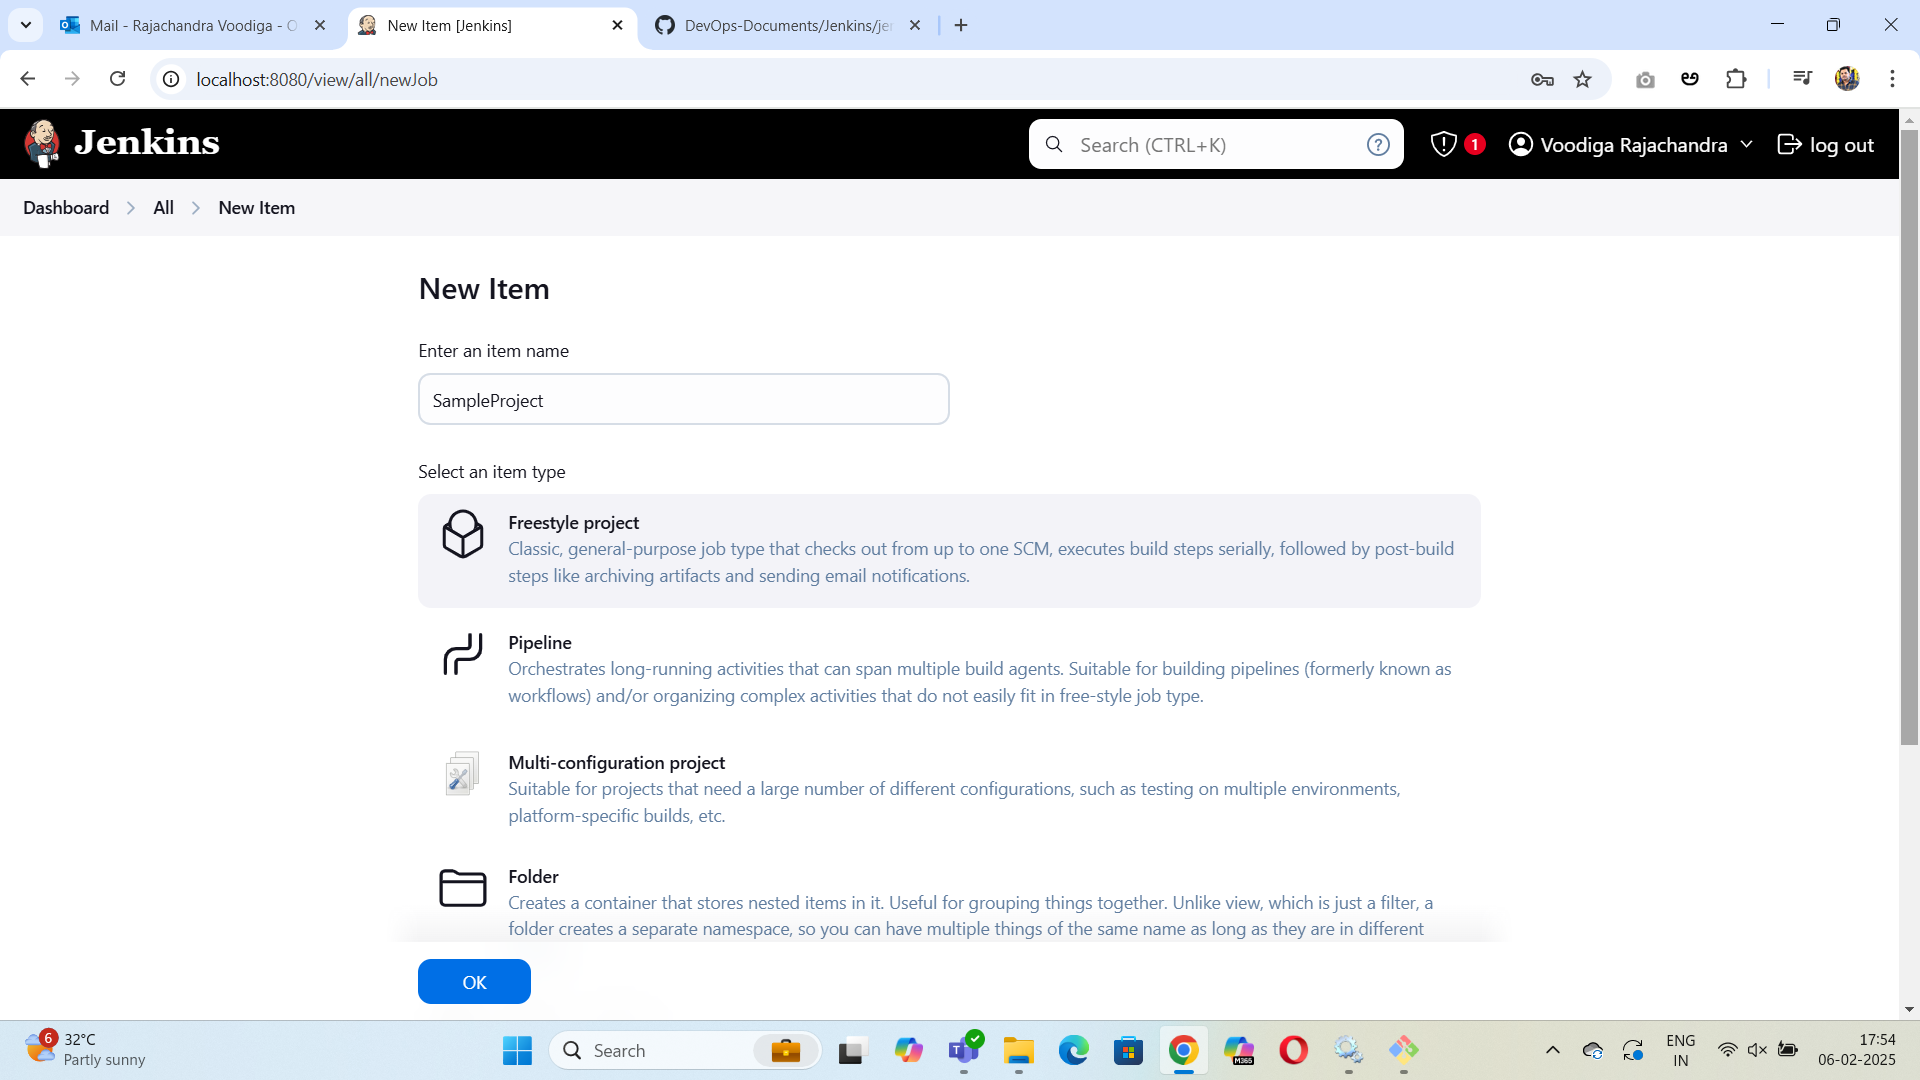 Mail - Rajachandra Voodiga - O
New Item [Jenkins]
DevOps-Documents/Jenkins/jen
localhost:8080/view/all/newJob
Jenkins
Search (CTRL+K)
?
1
Voodiga Rajachandra
log out
Dashboard
All
New Item
New Item
Enter an item name
SampleProject
Select an item type
Freestyle project
Classic, general-purpose job type that checks out from up to one SCM, executes build steps serially, followed by post-build
steps like archiving artifacts and sending email notifications.
Pipeline
Orchestrates long-running activities that can span multiple build agents. Suitable for building pipelines (formerly known as
workflows) and/or organizing complex activities that do not easily fit in free-style job type.
Multi-configuration project
Suitable for projects that need a large number of different configurations, such as testing on multiple environments,
platform-specific builds, etc.
Folder
Creates a container that stores nested items in it. Useful for grouping things together. Unlike view, which is just a filter, a
folder creates a separate namespace, so you can have multiple things of the same name as long as they are in different
OK
6
32°C
Partly sunny
Search
M365
ENG
IN
17:54
06-02-2025